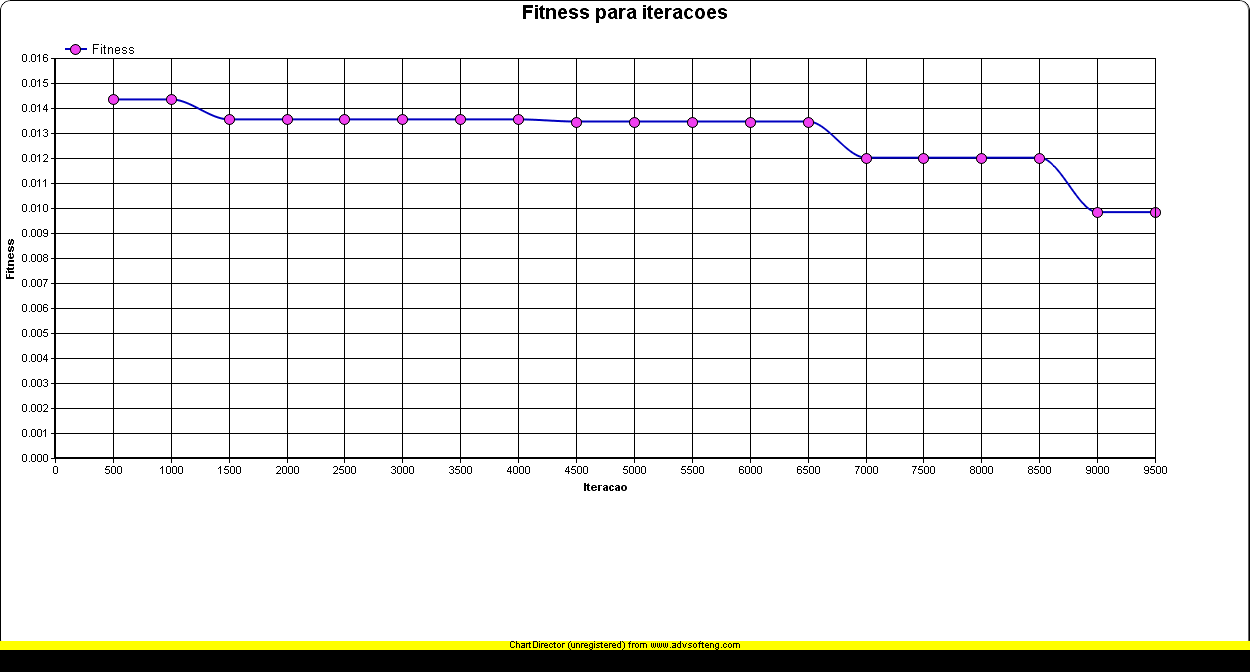 Fitness para iteracoes
Fitness
0.016
0.015
0.014
0.013
0.012
0.011
0.010
0.009
0.008
0.007
0.006
0.005
0.004
0.003
0.002
0.001
0.000
Fitness
0 500 1000 1500 2000 2500 3000 3500 4000 4500 5000 5500 6000 6500 7000 7500 8000 8500 9000 9500
Iteracao
ChartDirector (unregistered) from www.advsofteng.com